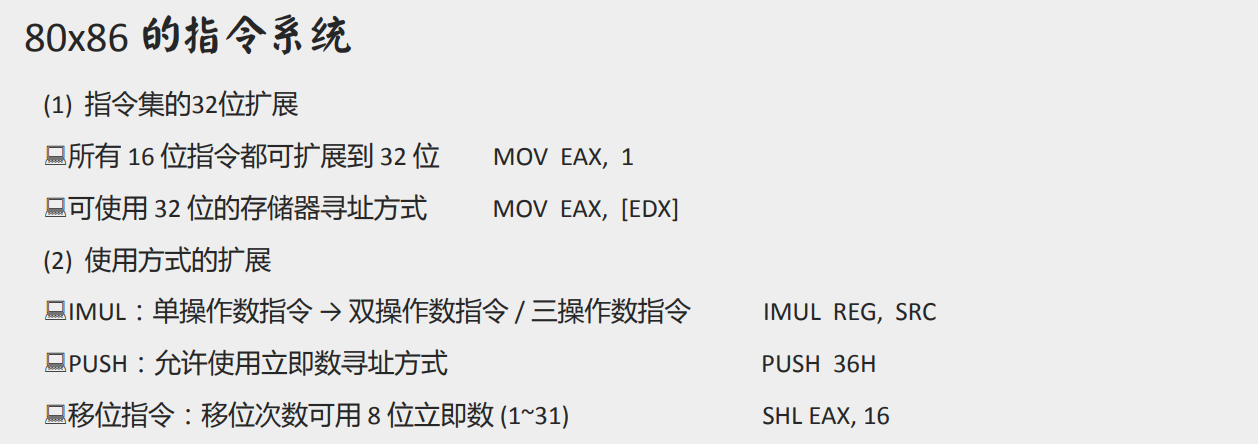 80x86 的指令系统
(1) 指令集的32位扩展
💻所有 16 位指令都可扩展到 32 位 MOV EAX, 1
💻可使用 32 位的存储器寻址方式 MOV EAX, [EDX]
(2) 使用方式的扩展
💻IMUL：单操作数指令 → 双操作数指令 / 三操作数指令 IMUL REG, SRC
💻PUSH：允许使用立即数寻址方式 PUSH 36H
💻移位指令：移位次数可用 8 位立即数 (1~31) SHL EAX, 16